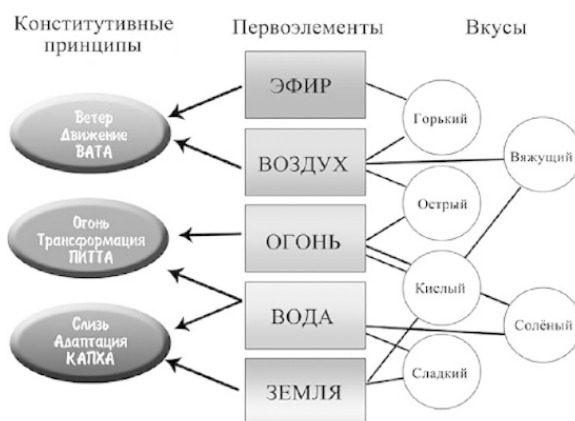 Конститутивные
принципы
Первоэлементы
Вкусы
Ветер
Движение
ВАТА
Огонь
Трансформация
ПИТТА
Слизь
Адаптация
КАПХА
ЭФИР
ВОЗДУХ
ОГОНЬ
ВОДА
ЗЕМЛЯ
Горький
Вяжущий
Острый
Кислый
Солёный
Сладкий